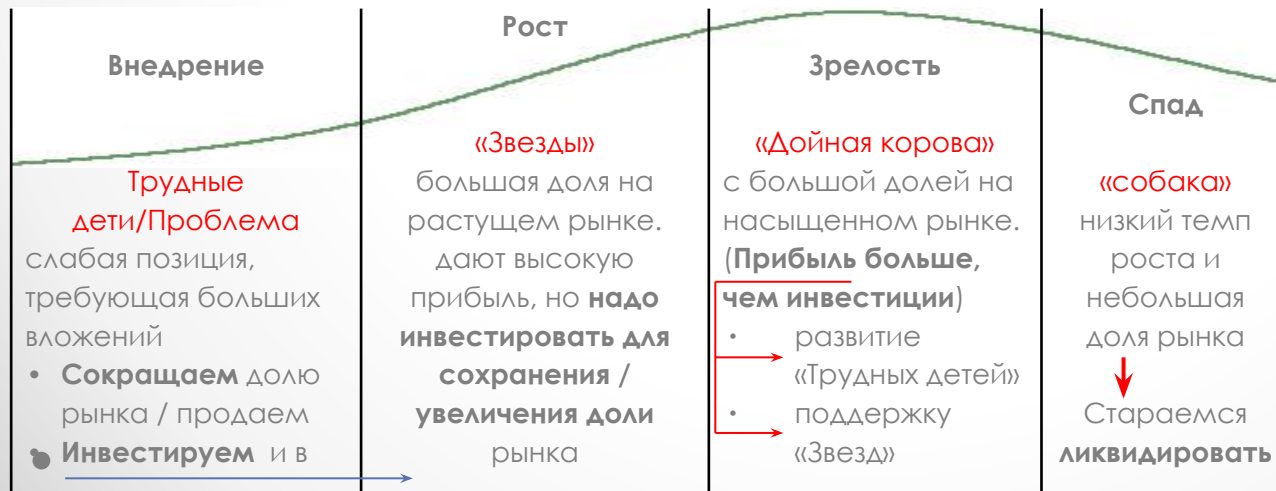 Внедрение
Трудные
дети/Проблема
слабая позиция,
требующая больших
вложений
• Сокращаем долю
рынка / продаем
Инвестируем и в
Рост
«Звезды»
большая доля на
растущем рынке.
дают высокую
прибыль, но надо
инвестировать для
сохранения /
увеличения доли
рынка
Зрелость
«Дойная корова»
с большой долей на
насыщенном рынке.
(Прибыль больше,
чем инвестиции)
• развитие
«Трудных детей»
• поддержку
«Звезд»
Спад
«собака»
низкий темп
роста и
небольшая
доля рынка
Стараемся
ликвидировать